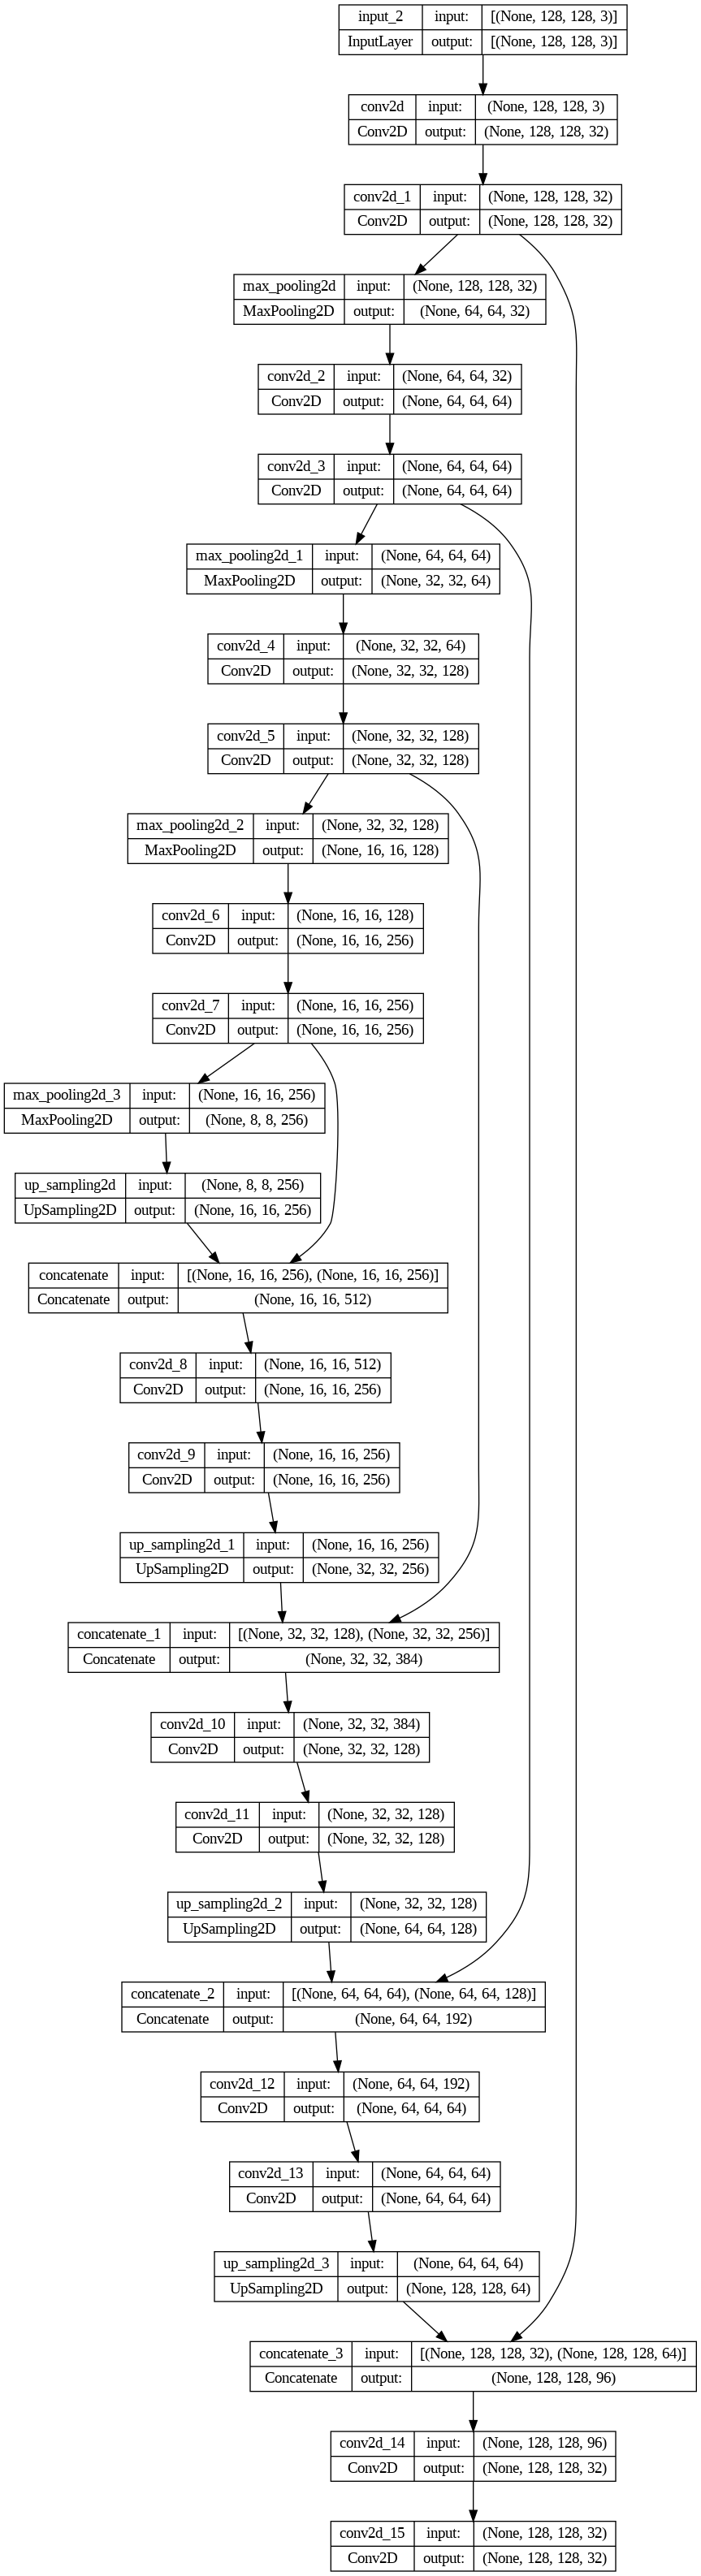 input_2 input: [(None, 128, 128, 3)]
InputLayer output: [(None, 128, 128, 3)]
conv2d input: (None, 128, 128, 3)
Conv2D output: (None, 128, 128, 32)
conv2d_1 input: (None, 128, 128, 32)
Conv2D output: (None, 128, 128, 32)
max_pooling2d input: (None, 128, 128, 32)
MaxPooling2D output: (None, 64, 64, 32)
conv2d_2 input: (None, 64, 64, 32)
Conv2D output: (None, 64, 64, 64)
conv2d_3 input: (None, 64, 64, 64)
Conv2D output: (None, 64, 64, 64)
max_pooling2d_1 input: (None, 64, 64, 64)
MaxPooling2D output: (None, 32, 32, 64)
conv2d_4 input: (None, 32, 32, 64)
Conv2D output: (None, 32, 32, 128)
conv2d_5 input: (None, 32, 32, 128)
Conv2D output: (None, 32, 32, 128)
max_pooling2d_2 input: (None, 32, 32, 128)
MaxPooling2D output: (None, 16, 16, 128)
conv2d_6 input: (None, 16, 16, 128)
Conv2D output: (None, 16, 16, 256)
conv2d_7 input: (None, 16, 16, 256)
Conv2D output: (None, 16, 16, 256)
max_pooling2d_3 input: (None, 16, 16, 256)
MaxPooling2D output: (None, 8, 8, 256)
up_sampling2d input: (None, 8, 8, 256)
UpSampling2D output: (None, 16, 16, 256)
concatenate input: [(None, 16, 16, 256), (None, 16, 16, 256)]
Concatenate output: (None, 16, 16, 512)
conv2d_8 input: (None, 16, 16, 512)
Conv2D output: (None, 16, 16, 256)
conv2d_9 input: (None, 16, 16, 256)
Conv2D output: (None, 16, 16, 256)
up_sampling2d_1 input: (None, 16, 16, 256)
UpSampling2D output: (None, 32, 32, 256)
concatenate_1 input: [(None, 32, 32, 128), (None, 32, 32, 256)]
Concatenate output: (None, 32, 32, 384)
conv2d_10 input: (None, 32, 32, 384)
Conv2D output: (None, 32, 32, 128)
conv2d_11 input: (None, 32, 32, 128)
Conv2D output: (None, 32, 32, 128)
up_sampling2d_2 input: (None, 32, 32, 128)
UpSampling2D output: (None, 64, 64, 128)
concatenate_2 input: [(None, 64, 64, 64), (None, 64, 64, 128)]
Concatenate output: (None, 64, 64, 192)
conv2d_12 input: (None, 64, 64, 192)
Conv2D output: (None, 64, 64, 64)
conv2d_13 input: (None, 64, 64, 64)
Conv2D output: (None, 64, 64, 64)
up_sampling2d_3 input: (None, 64, 64, 64)
UpSampling2D output: (None, 128, 128, 64)
concatenate_3 input: [(None, 128, 128, 32), (None, 128, 128, 64)]
Concatenate output: (None, 128, 128, 96)
conv2d_14 input: (None, 128, 128, 96)
Conv2D output: (None, 128, 128, 32)
conv2d_15 input: (None, 128, 128, 32)
Conv2D output: (None, 128, 128, 32)